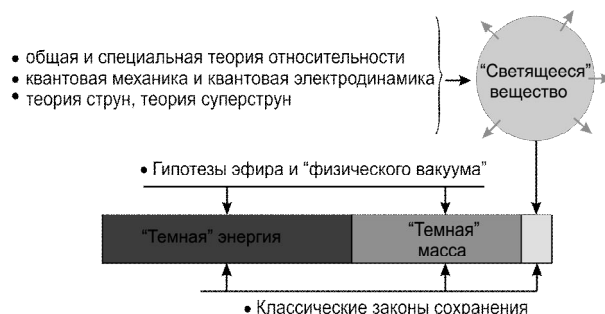 • общая и специальная теория относительности
• квантовая механика и квантовая электродинамика
• теория струн, теория суперструн
“Светящееся”
вещество
• Гипотезы эфира и “физического вакуума”
“Темная” энергия
“Темная”
масса
• Классические законы сохранения